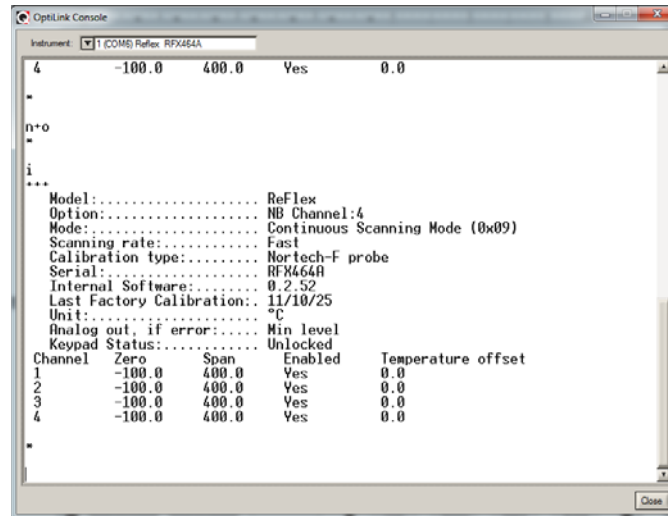 OptiLink Console
Instrument: 1 (COM6) Reflex RFX464A
4 -100.0 400.0 Yes 0.0
*
n+o
*
i
***
Model:..................... ReFlex
Option:.................... NB Channel:4
Mode:...................... Continuous Scanning Mode (0x09)
Scanning rate:............ Fast
Calibration type:......... Nortech-F probe
Serial:.................... RFX464A
Internal Software:........ 0.2.52
Last Factory Calibration:. 11/10/25
Unit:...................... °C
Analog out, if error:..... Min level
Keypad Status:............ Unlocked
Channel Zero Span Enabled Temperature offset
1 -100.0 400.0 Yes 0.0
2 -100.0 400.0 Yes 0.0
3 -100.0 400.0 Yes 0.0
4 -100.0 400.0 Yes 0.0
*
Close